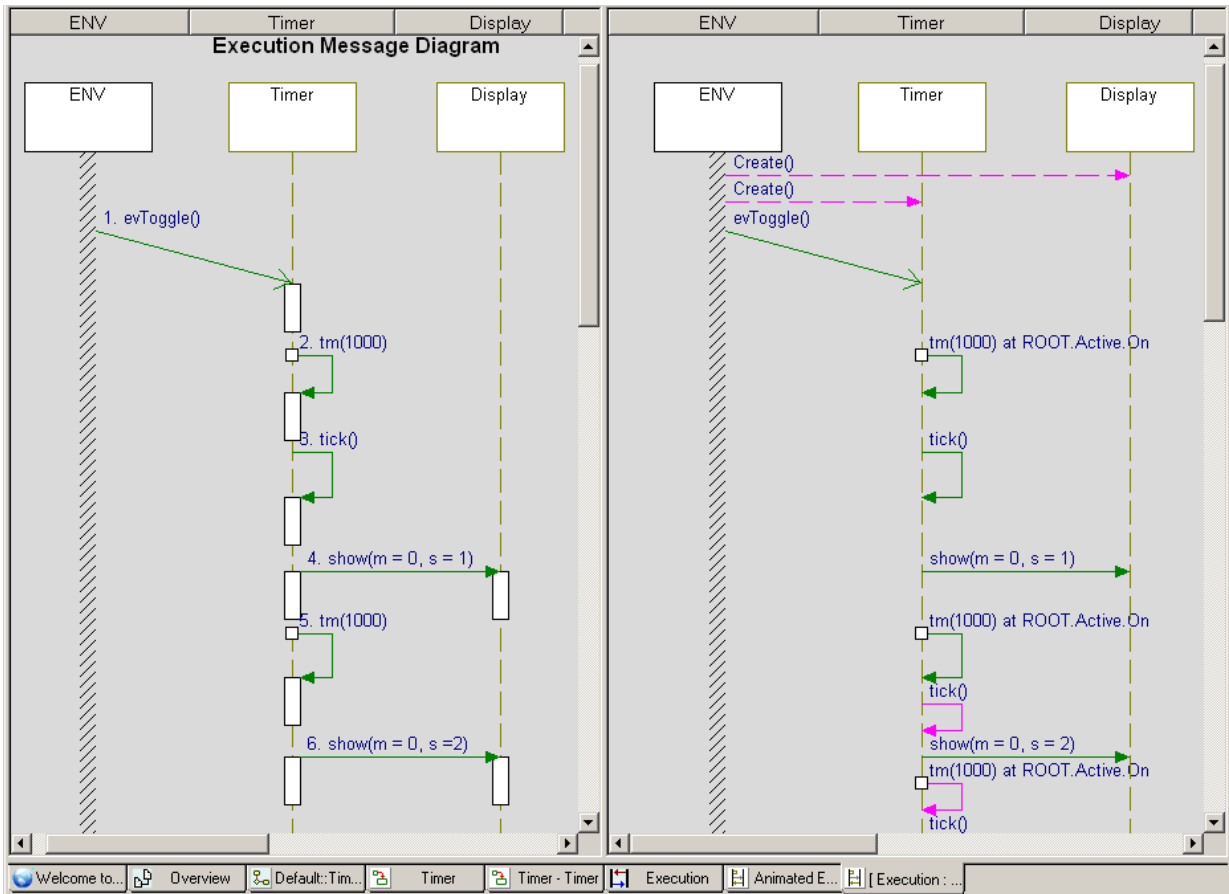 ENV Timer Display
Execution Message Diagram
ENV Timer Display
1. evToggle()
2. tm(1000)
3. tick()
4. show(m = 0, s = 1)
5. tm(1000)
6. show(m = 0, s =2)
ENV Timer Display
ENV Timer Display
Create()
Create()
evToggle()
tm(1000) at ROOT.Active.On
tick()
show(m = 0, s = 1)
tm(1000) at ROOT.Active.On
tick()
show(m = 0, s = 2)
tm(1000) at ROOT.Active.On
tick()
Welcome to... Overview Default::Tim... Timer Timer - Timer Execution Animated E... [ Execution : ...